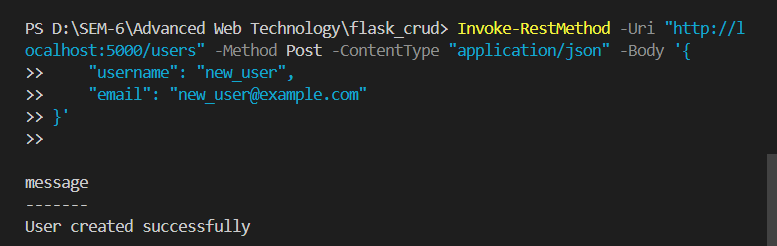 PS D:\SEM-6\Advanced Web Technology\flask_crud> Invoke-RestMethod -Uri "http://l
ocalhost:5000/users" -Method Post -ContentType "application/json" -Body '{
>>     "username": "new_user",
>>     "email": "new_user@example.com"
>> }'
>>
message
-------
User created successfully